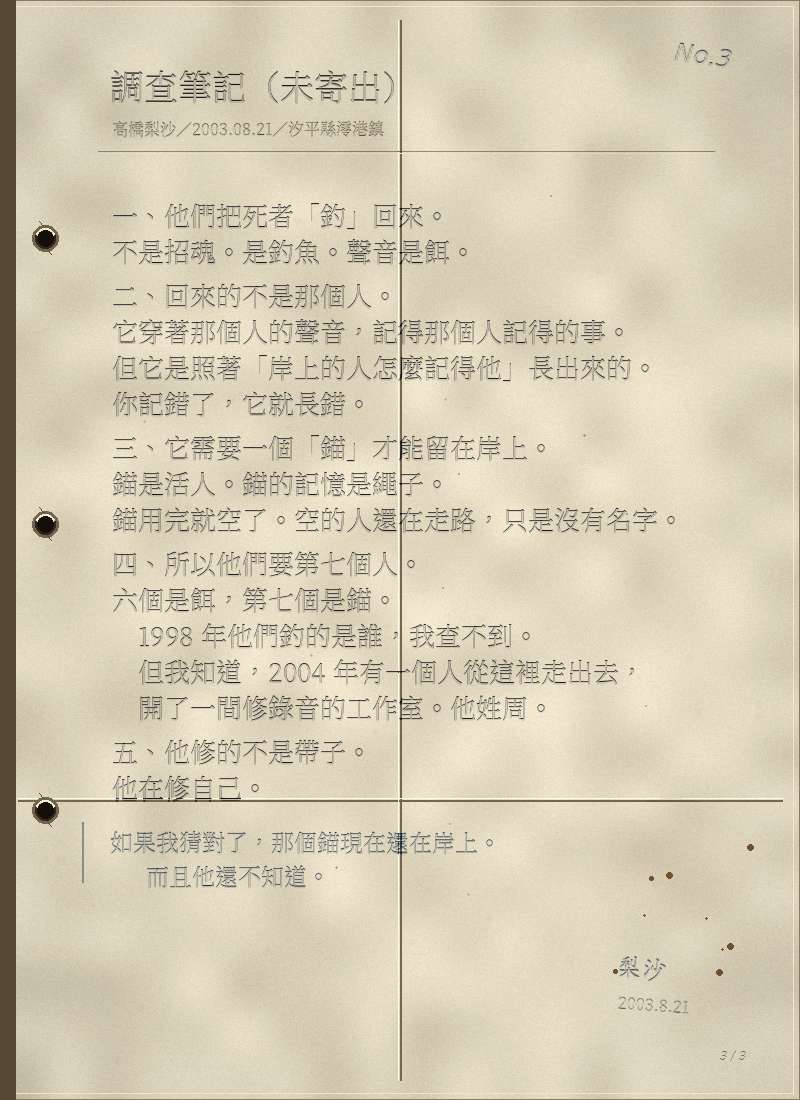 No.3
調查筆記（未寄出）
高橋梨沙／2003.08.21／汐平縣澪港鎮
一、他們把死者「釣」回來。
不是招魂。是釣魚。聲音是餌。
二、回來的不是那個人。
它穿著那個人的聲音，記得那個人記得的事。
但它是照著「岸上的人怎麼記得他」長出來的。
你記錯了，它就長錯。
三、它需要一個「錨」才能留在岸上。
錨是活人。錨的記憶是繩子。
錨用完就空了。空的人還在走路，只是沒有名字。
四、所以他們要第七個人。
六個是餌，第七個是錨。
1998 年他們釣的是誰，我查不到。
但我知道，2004 年有一個人從這裡走出去，
開了一間修錄音的工作室。他姓周。
五、他修的不是帶子。
他在修自己。
如果我猜對了，那個錨現在還在岸上。
而且他還不知道。
梨沙
2003.8.21
3 / 3